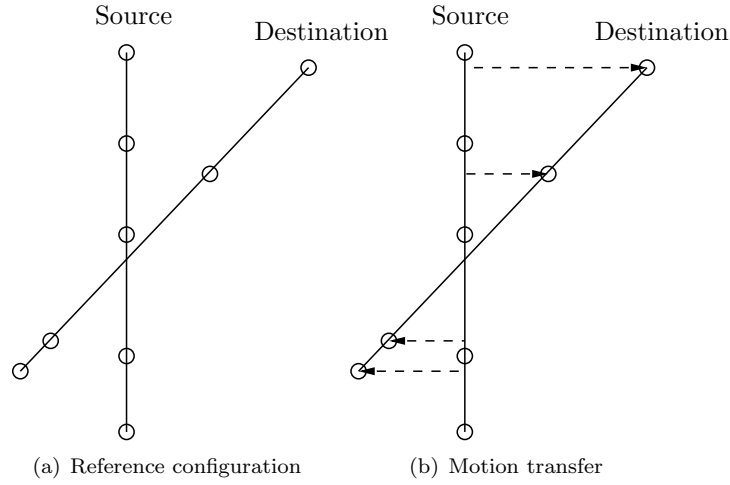 Source
Destination
Source
Destination
(a) Reference configuration
(b) Motion transfer